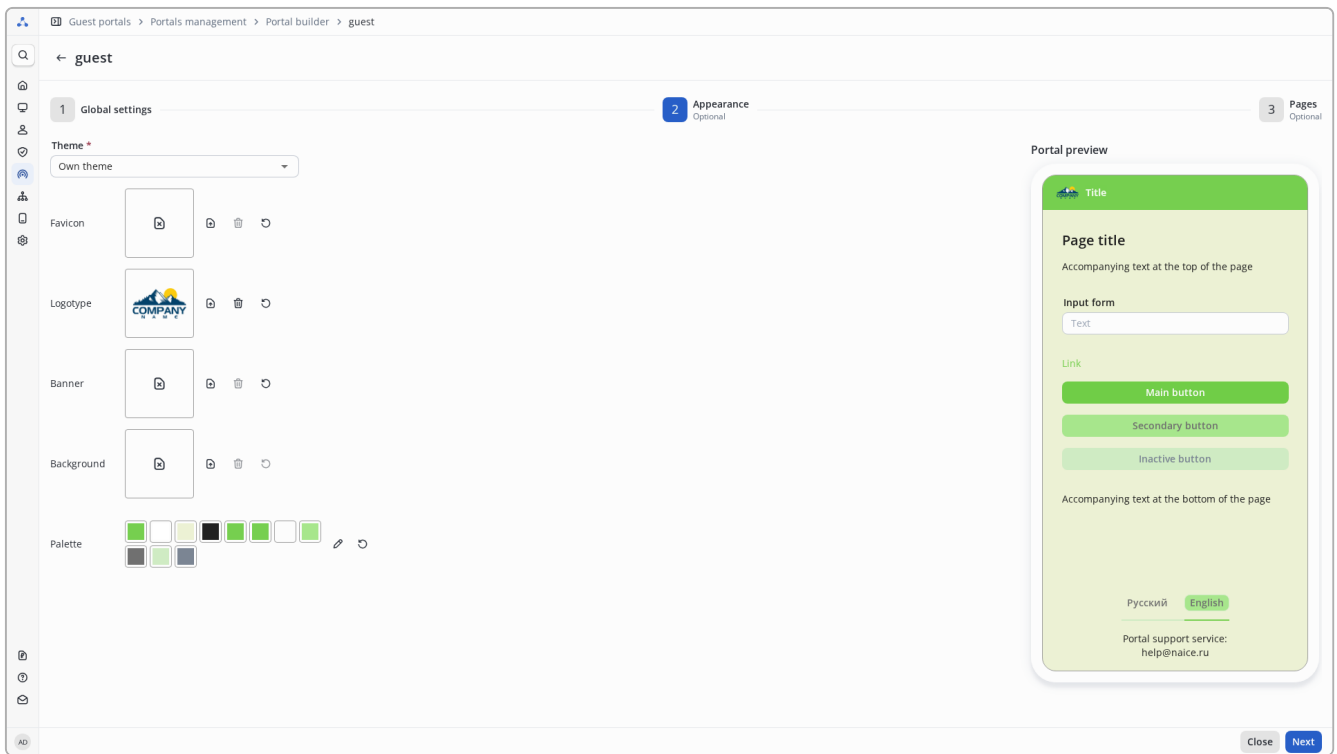 Guest portals > Portals management > Portal builder > guest
← guest
1 Global settings
2 Appearance
Optional
3 Pages
Optional
Theme *
Own theme
Favicon
Logotype
COMPANY
NAME
Banner
Background
Palette
Portal preview
Title
Page title
Accompanying text at the top of the page
Input form
Text
Link
Main button
Secondary button
Inactive button
Accompanying text at the bottom of the page
Русский English
Portal support service:
help@naice.ru
AD
Close Next